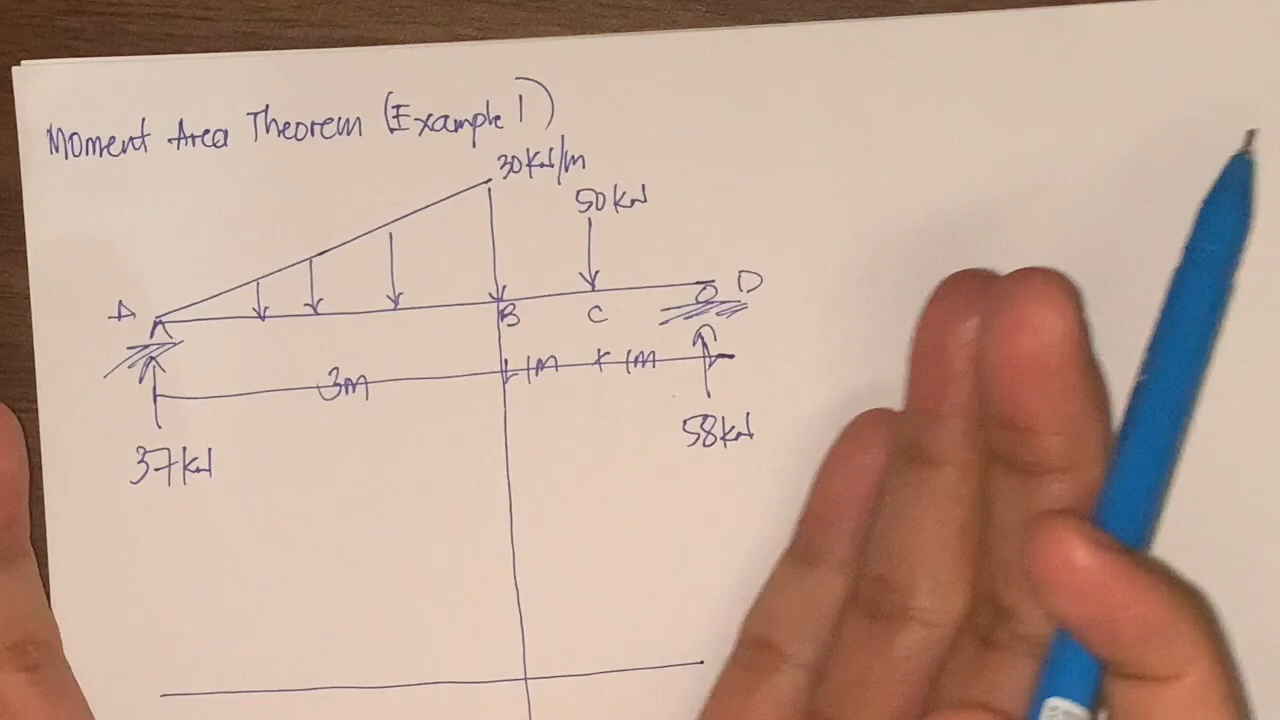 Moment Area Theorem (Example 1)
30kN/m
50kN
A
B
C
D
3m
1m
1m
37kN
58kN